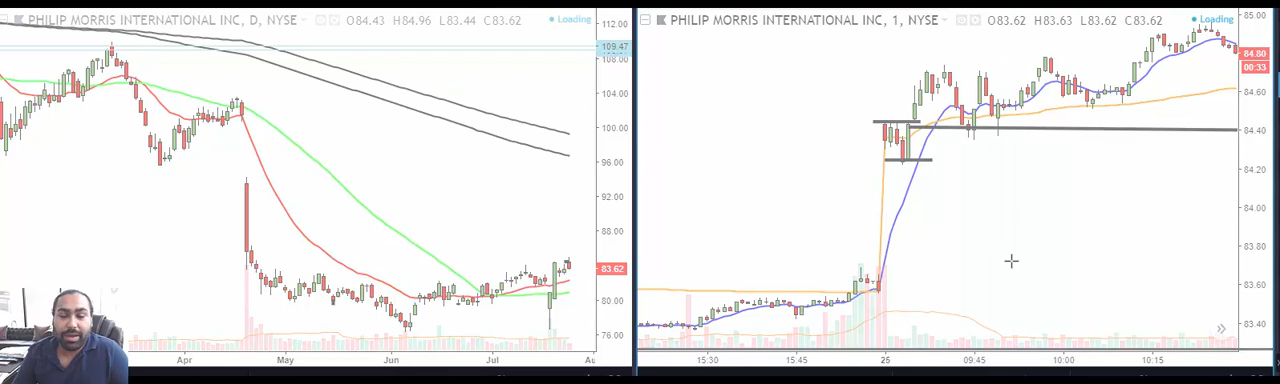 PHILIP MORRIS INTERNATIONAL INC, D, NYSE
O84.43 H84.96 L83.44 C83.62
Loading
112.00
109.47
108.00
104.00
100.00
96.00
92.00
88.00
83.62
80.00
76.00
Apr
May
Jun
Jul
Au
PHILIP MORRIS INTERNATIONAL INC, 1, NYSE
O83.62 H83.63 L83.62 C83.62
Loading
85.00
84.80
00:33
84.60
84.40
84.20
84.00
83.80
83.60
83.40
15:30
15:45
25
09:45
10:00
10:15